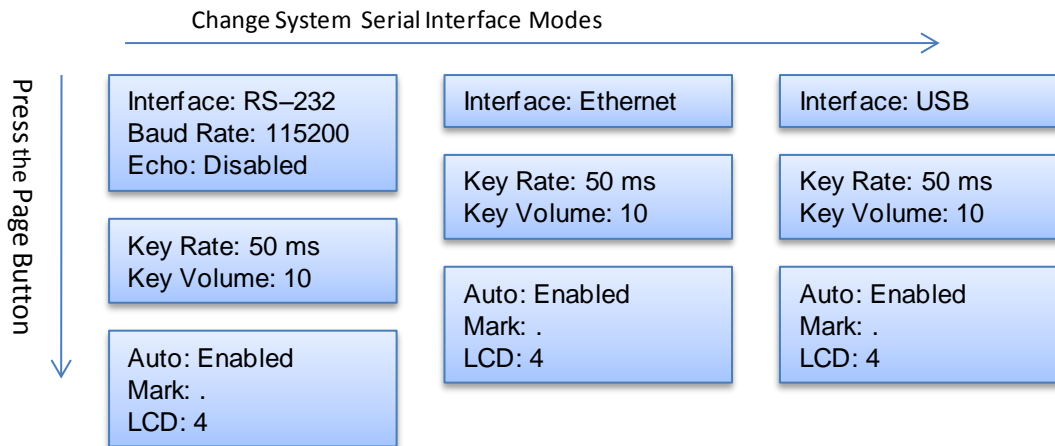 Change System Serial Interface Modes
Press the Page Button
Interface: RS–232
Baud Rate: 115200
Echo: Disabled
Key Rate: 50 ms
Key Volume: 10
Auto: Enabled
Mark: .
LCD: 4
Interface: Ethernet
Key Rate: 50 ms
Key Volume: 10
Auto: Enabled
Mark: .
LCD: 4
Interface: USB
Key Rate: 50 ms
Key Volume: 10
Auto: Enabled
Mark: .
LCD: 4